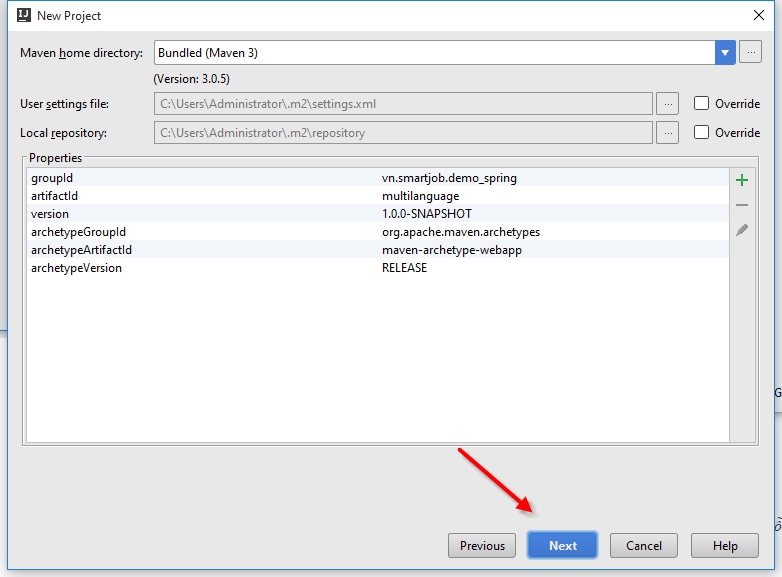 IJ New Project
Maven home directory: Bundled (Maven 3) ...
(Version: 3.0.5)
User settings file: C:\Users\Administrator\.m2\settings.xml ... Override
Local repository: C:\Users\Administrator\.m2\repository ... Override
Properties
groupId vn.smartjob.demo_spring
artifactId multilanguage
version 1.0.0-SNAPSHOT
archetypeGroupId org.apache.maven.archetypes
archetypeArtifactId maven-archetype-webapp
archetypeVersion RELEASE
Previous Next Cancel Help